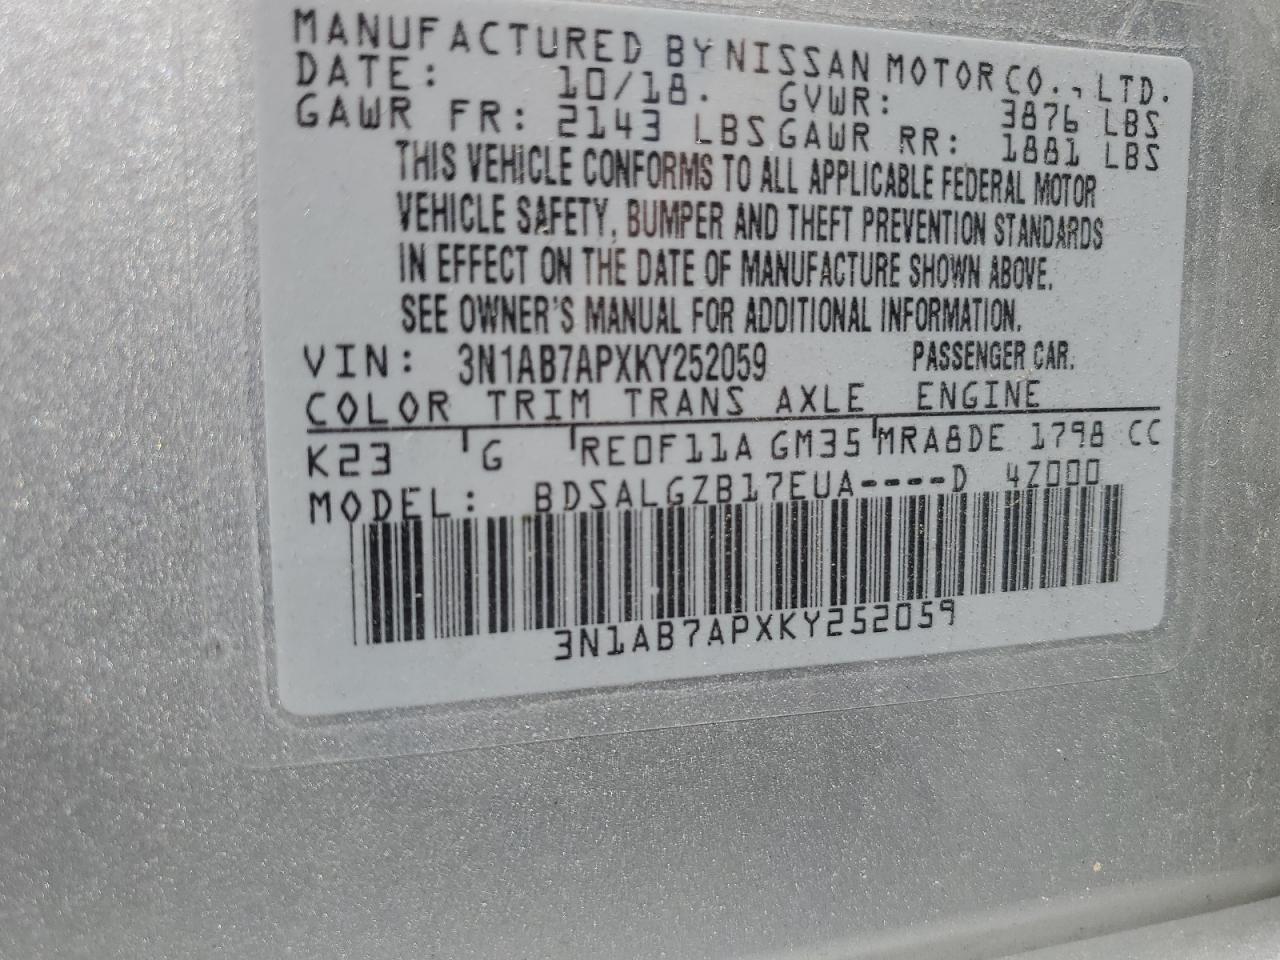 MANUFACTURED BY NISSAN MOTOR CO., LTD.
DATE: 10/18. GVWR: 3876 LBS
GAWR FR: 2143 LBS GAWR RR: 1881 LBS
THIS VEHICLE CONFORMS TO ALL APPLICABLE FEDERAL MOTOR
VEHICLE SAFETY, BUMPER AND THEFT PREVENTION STANDARDS
IN EFFECT ON THE DATE OF MANUFACTURE SHOWN ABOVE.
SEE OWNER'S MANUAL FOR ADDITIONAL INFORMATION.
VIN: 3N1AB7APXKY252059 PASSENGER CAR.
COLOR TRIM TRANS AXLE ENGINE
K23 G RE0F11A GM35 MRA8DE 1798 CC
MODEL: BDSALGZB17EUA----D 4Z000
3N1AB7APXKY252059